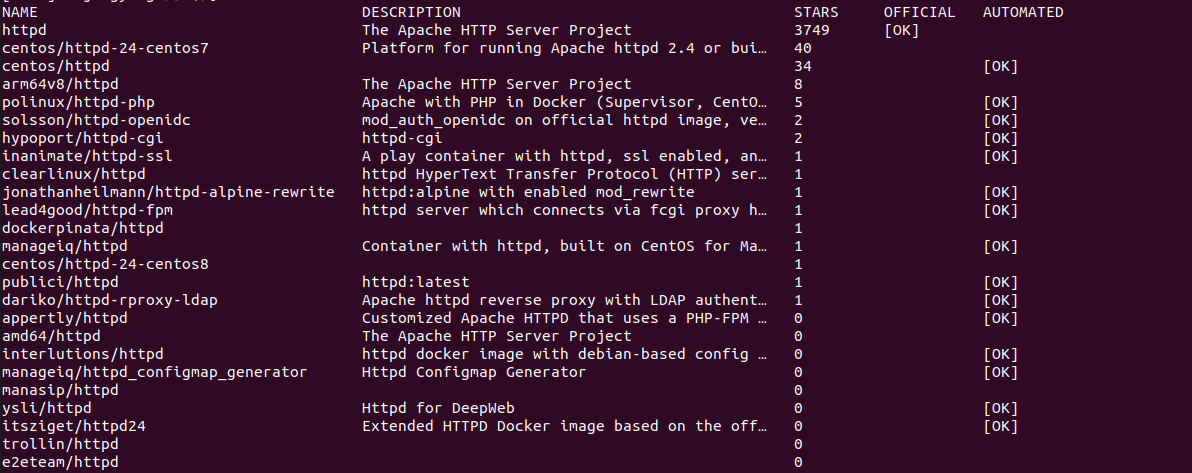 NAME DESCRIPTION STARS OFFICIAL AUTOMATED
httpd The Apache HTTP Server Project 3749 [OK]
centos/httpd-24-centos7 Platform for running Apache httpd 2.4 or bui… 40
centos/httpd 34 [OK]
arm64v8/httpd The Apache HTTP Server Project 8
polinux/httpd-php Apache with PHP in Docker (Supervisor, CentO… 5 [OK]
solsson/httpd-openidc mod_auth_openidc on official httpd image, ve… 2 [OK]
hypoport/httpd-cgi httpd-cgi 2 [OK]
inanimate/httpd-ssl A play container with httpd, ssl enabled, an… 1 [OK]
clearlinux/httpd httpd HyperText Transfer Protocol (HTTP) ser… 1
jonathanheilmann/httpd-alpine-rewrite httpd:alpine with enabled mod_rewrite 1 [OK]
lead4good/httpd-fpm httpd server which connects via fcgi proxy h… 1 [OK]
dockerpinata/httpd 1
manageiq/httpd Container with httpd, built on CentOS for Ma… 1 [OK]
centos/httpd-24-centos8 1
publici/httpd httpd:latest 1 [OK]
dariko/httpd-rproxy-ldap Apache httpd reverse proxy with LDAP authent… 1 [OK]
appertly/httpd Customized Apache HTTPD that uses a PHP-FPM … 0 [OK]
amd64/httpd The Apache HTTP Server Project 0
interlutions/httpd httpd docker image with debian-based config … 0 [OK]
manageiq/httpd_configmap_generator Httpd Configmap Generator 0 [OK]
manasip/httpd 0
ysli/httpd Httpd for DeepWeb 0 [OK]
itsziget/httpd24 Extended HTTPD Docker image based on the off… 0 [OK]
trollin/httpd 0
e2eteam/httpd 0